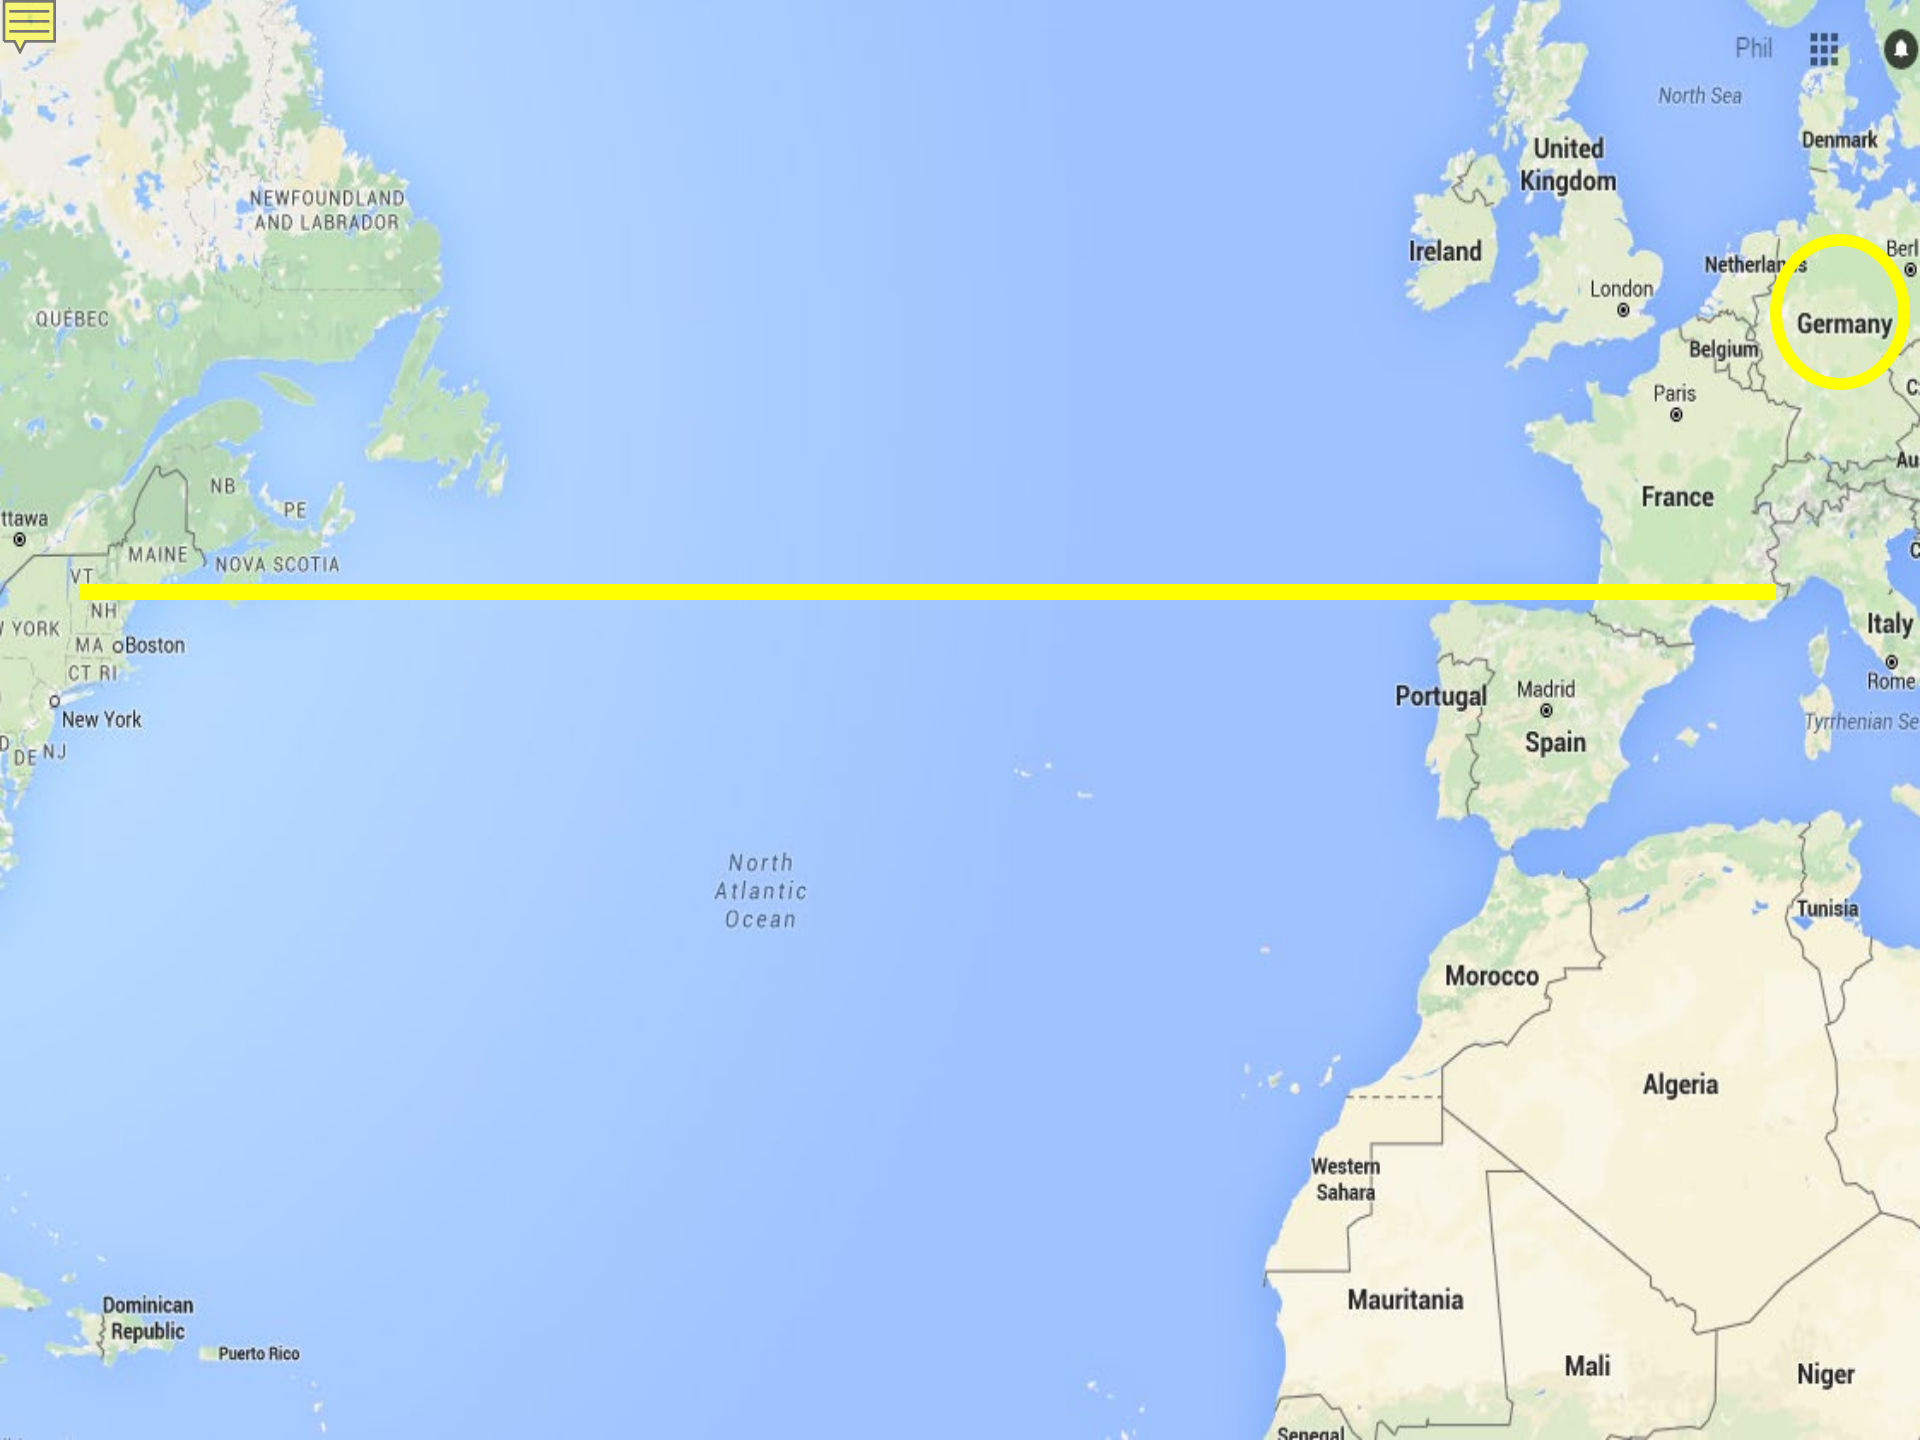 Phil
North Sea
Denmark
United
Kingdom
NEWFOUNDLAND
AND LABRADOR
Ireland
Netherlands
Berl
London
QUÉBEC
Germany
Belgium
Paris
C
NB
PE
France
Au
ttawa
MAINE
NOVA SCOTIA
C
VT
NH
YORK
MA
Boston
Italy
CT RI
Rome
New York
Portugal
Madrid
Tyrrhenian Se
Spain
D
DE
NJ
North
Atlantic
Ocean
Tunisia
Morocco
Algeria
Western
Sahara
Mauritania
Dominican
Republic
Puerto Rico
Mali
Niger
Senegal